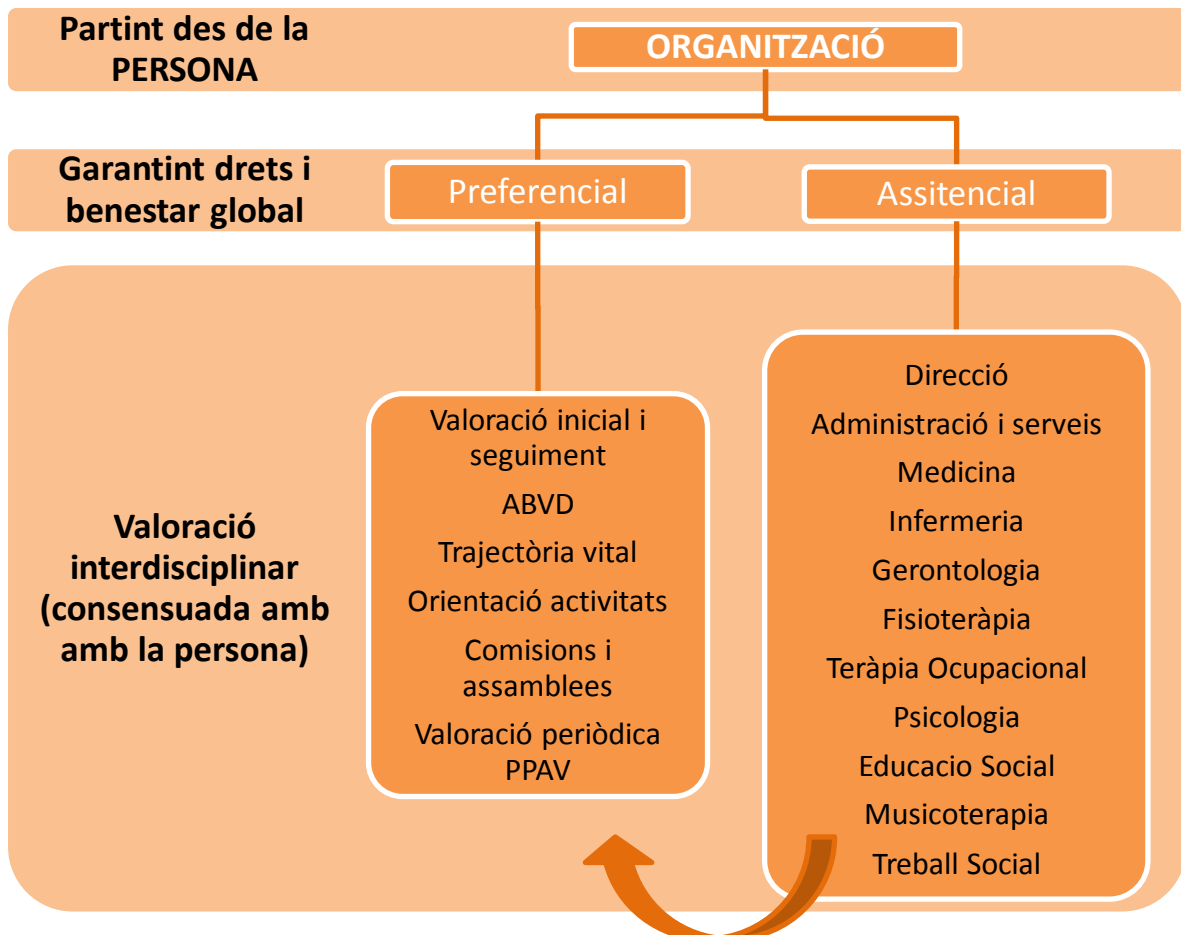 Partint des de la
PERSONA
ORGANITZACIÓ
Garantint drets i
benestar global
Preferencial
Assitencial
Valoració
interdisciplinar
(consensuada amb
amb la persona)
Valoració inicial i
seguiment
ABVD
Trajectòria vital
Orientació activitats
Comisions i
assamblees
Valoració periòdica
PPAV
Direcció
Administració i serveis
Medicina
Infermeria
Gerontologia
Fisioteràpia
Teràpia Ocupacional
Psicologia
Educacio Social
Musicoterapia
Treball Social